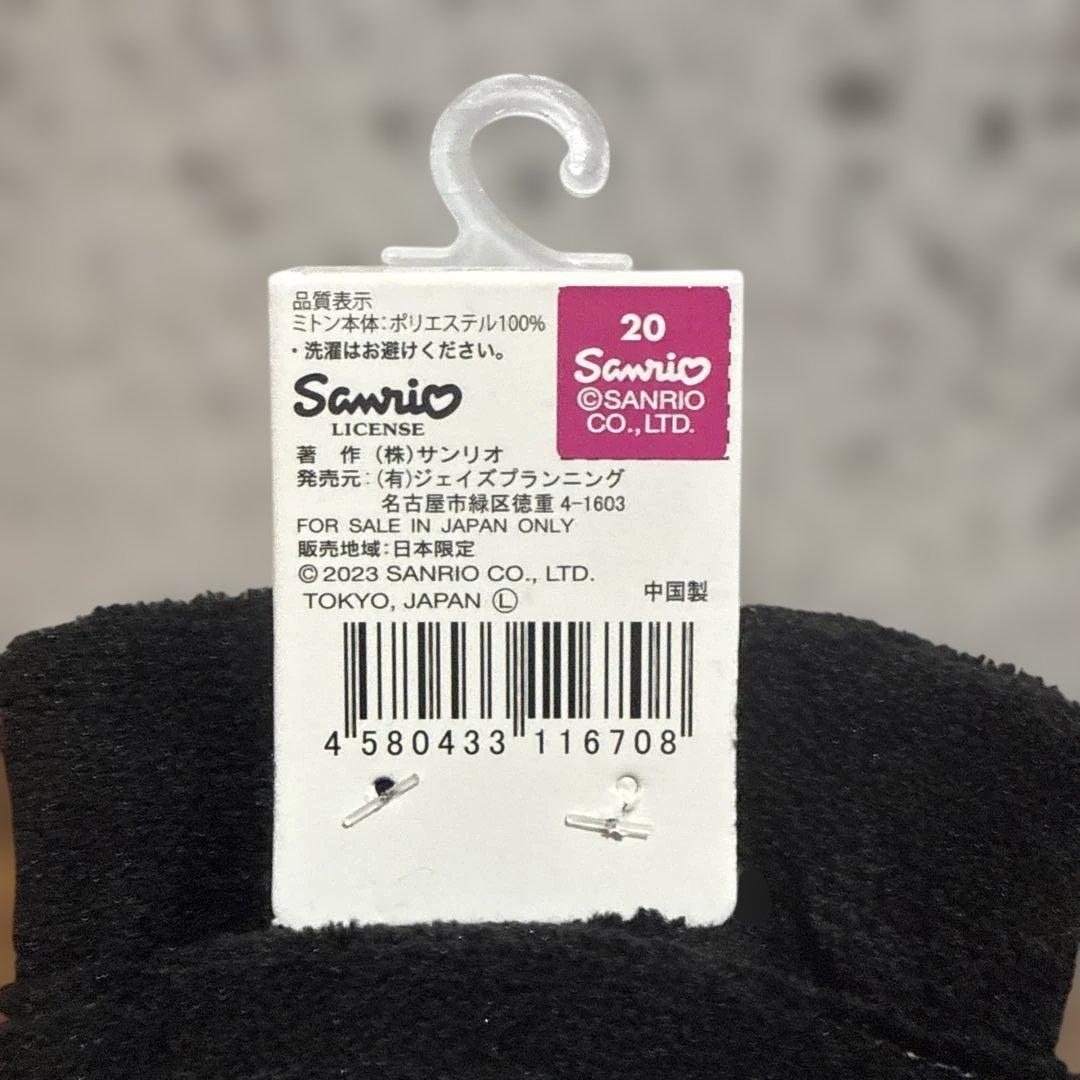 品質表示
ミトン本体：ポリエステル100%
・洗濯はお避けください。
20
Sanrio
©SANRIO
CO.,LTD.
Sanrio
LICENSE
著 作 (株)サンリオ
発売元：(有)ジェイズプランニング
名古屋市緑区徳重 4-1603
FOR SALE IN JAPAN ONLY
販売地域：日本限定
© 2023 SANRIO CO., LTD.
TOKYO, JAPAN Ⓛ
中国製
4 580433 116708